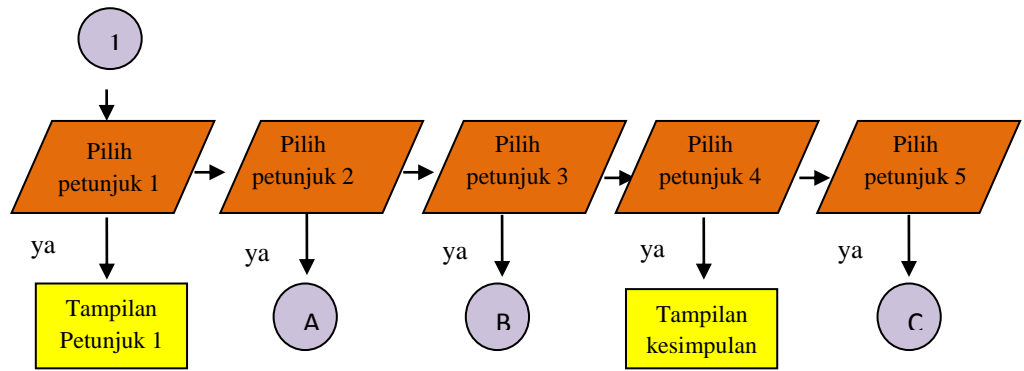 1
Pilih
petunjuk 1
Pilih
petunjuk 2
Pilih
petunjuk 3
Pilih
petunjuk 4
Pilih
petunjuk 5
ya
ya
ya
ya
ya
Tampilan
Petunjuk 1
A
B
Tampilan
kesimpulan
C